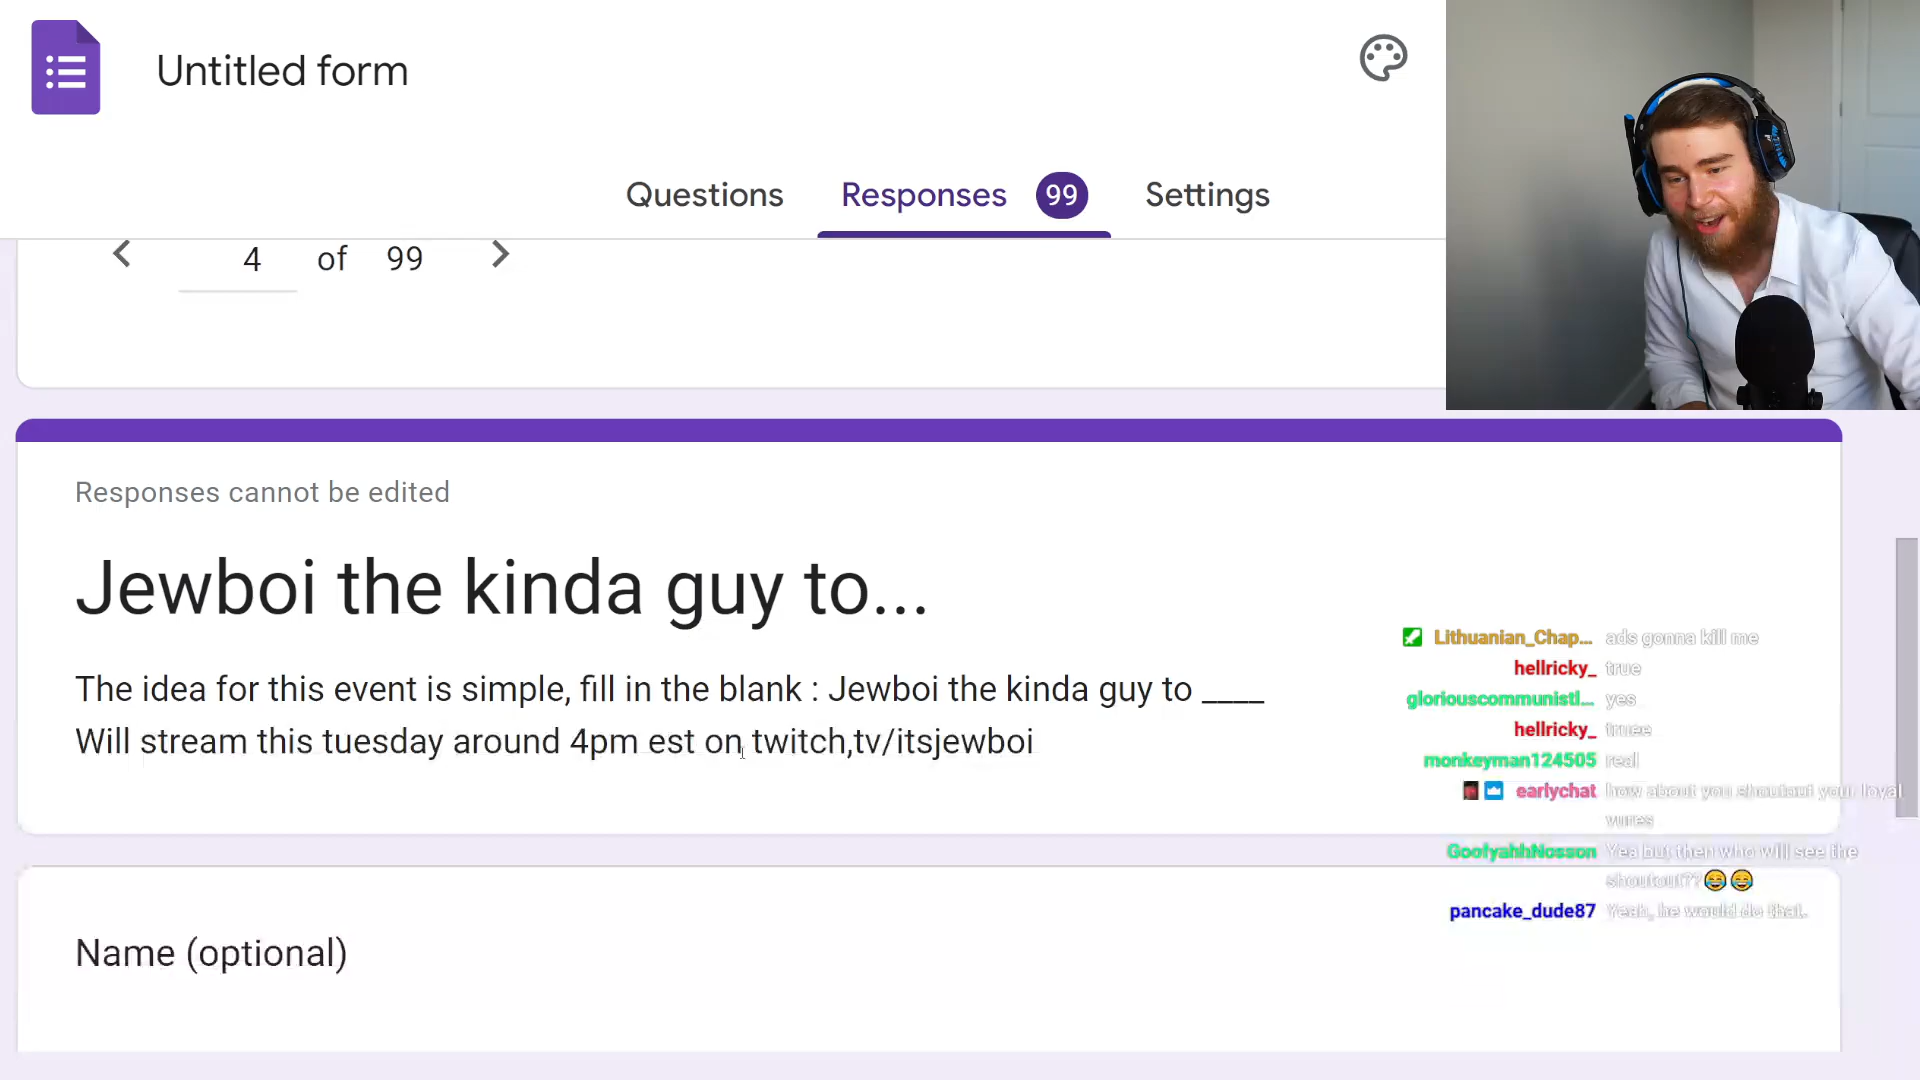 Untitled form
Questions Responses 99 Settings
4 of 99
Responses cannot be edited
Jewboi the kinda guy to...
The idea for this event is simple, fill in the blank : Jewboi the kinda guy to ____
Will stream this tuesday around 4pm est on twitch,tv/itsjewboi
Name (optional)
Lithuanian_Chap... ads gonna kill me
hellricky_ true
gloriouscommunisti... yes
hellricky_ truee
monkeyman124505 real
earlychat how about you shoutout your loyal
vures
GoofyahhNosson Yea but then who will see the
shoutout??😂😂
pancake_dude87 Yeah, he would do that.